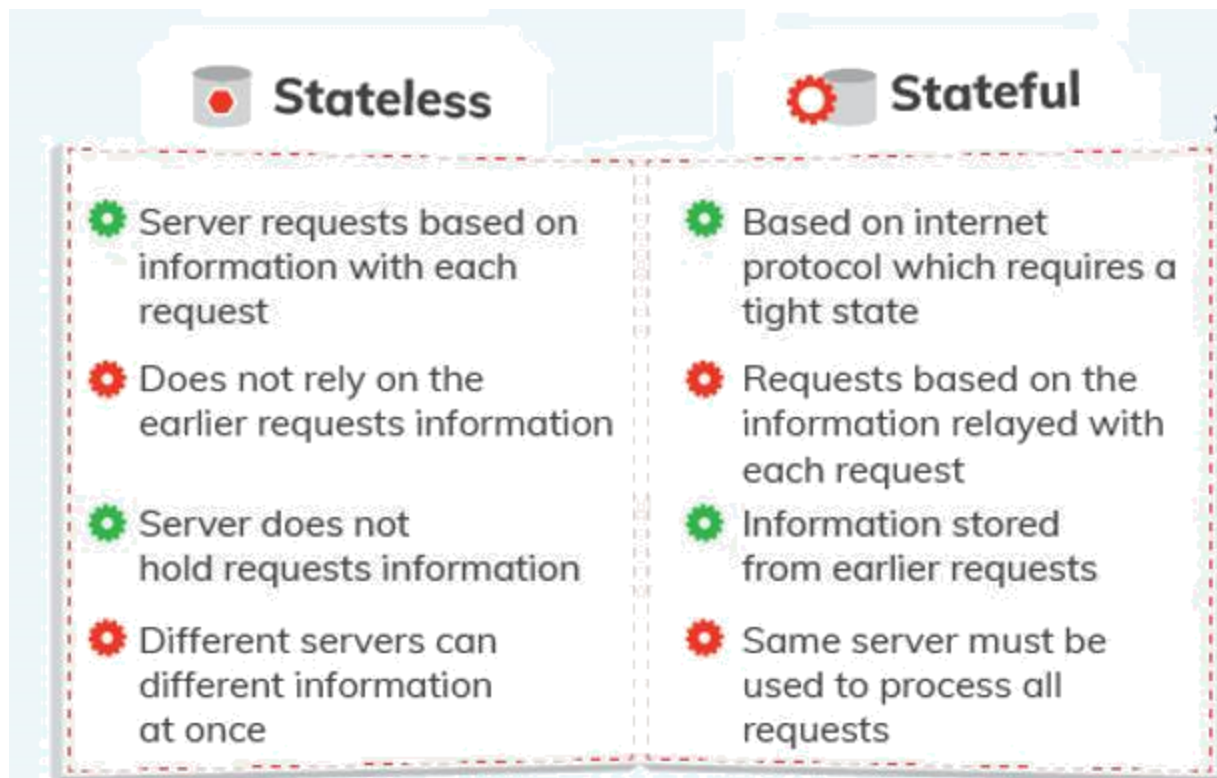 Stateless
Server requests based on
information with each
request
Does not rely on the
earlier requests information
Server does not
hold requests information
Different servers can
different information
at once
Stateful
Based on internet
protocol which requires a
tight state
Requests based on the
information relayed with
each request
Information stored
from earlier requests
Same server must be
used to process all
requests